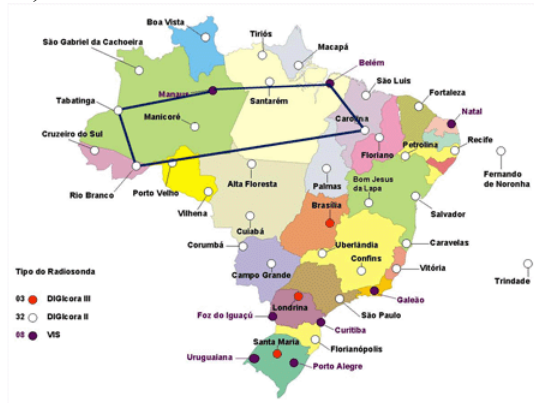 Boa Vista
Tiriós
Macapá
São Gabriel da Cachoeira
Belém
São Luis
Manaus
Santarém
Fortaleza
Tabatinga
Manicoré
Carolina
Natal
Cruzeiro do Sul
Floriano
Petrolina
Recife
Rio Branco
Porto Velho
Alta Floresta
Palmas
Bom Jesus
da Lapa
Fernando
de Noronha
Vilhena
Brasília
Salvador
Cuiabá
Corumbá
Uberlândia
Caravelas
Confins
Vitória
Trindade
Tipo do Radiosonda
Campo Grande
03 DIGIcora III
Galeão
32 DIGIcora II
Londrina
São Paulo
Foz do Iguaçú
08 VIS
Curitiba
Santa Maria
Florianópolis
Uruguaiana
Porto Alegre